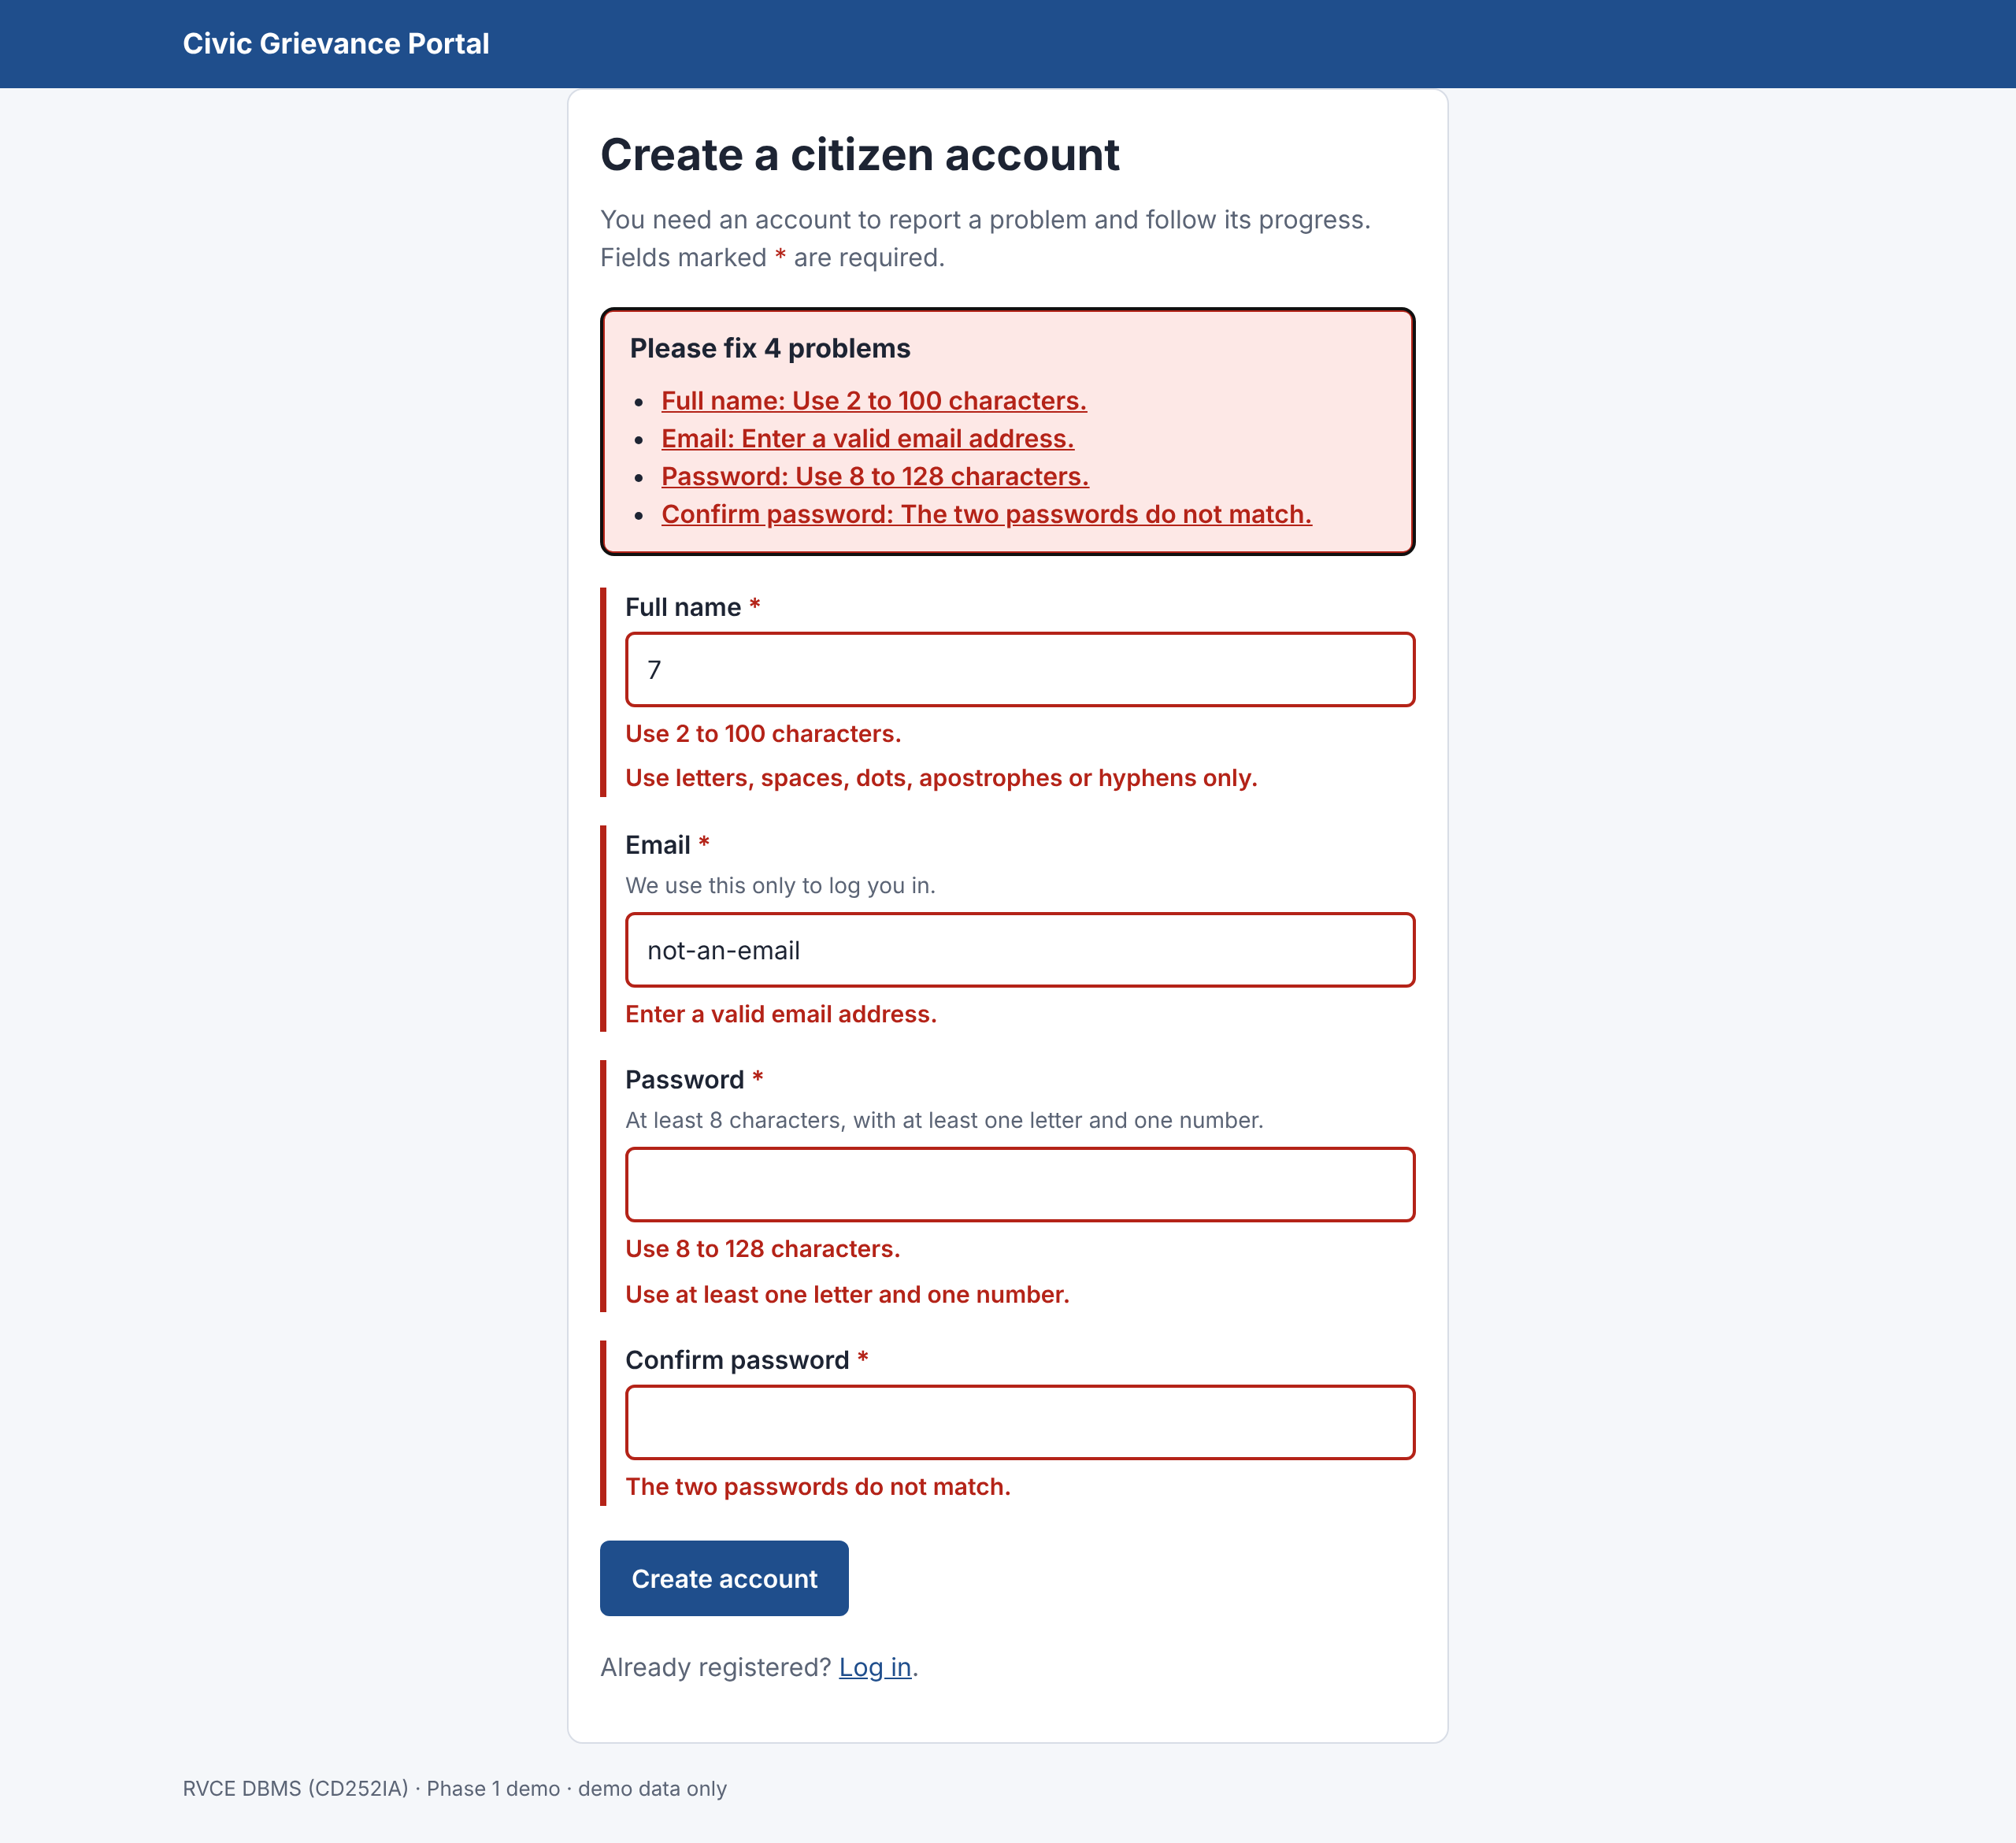 Civic Grievance Portal
Create a citizen account
You need an account to report a problem and follow its progress.
Fields marked * are required.
Please fix 4 problems
• Full name: Use 2 to 100 characters.
• Email: Enter a valid email address.
• Password: Use 8 to 128 characters.
• Confirm password: The two passwords do not match.
Full name *
7
Use 2 to 100 characters.
Use letters, spaces, dots, apostrophes or hyphens only.
Email *
We use this only to log you in.
not-an-email
Enter a valid email address.
Password *
At least 8 characters, with at least one letter and one number.
Use 8 to 128 characters.
Use at least one letter and one number.
Confirm password *
The two passwords do not match.
Create account
Already registered? Log in.
RVCE DBMS (CD252IA) · Phase 1 demo · demo data only